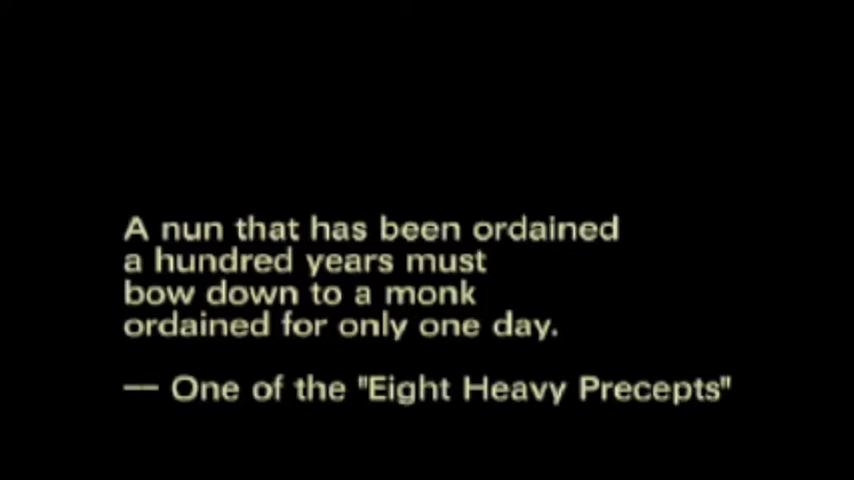 A nun that has been ordained
a hundred years must
bow down to a monk
ordained for only one day.
— One of the "Eight Heavy Precepts"